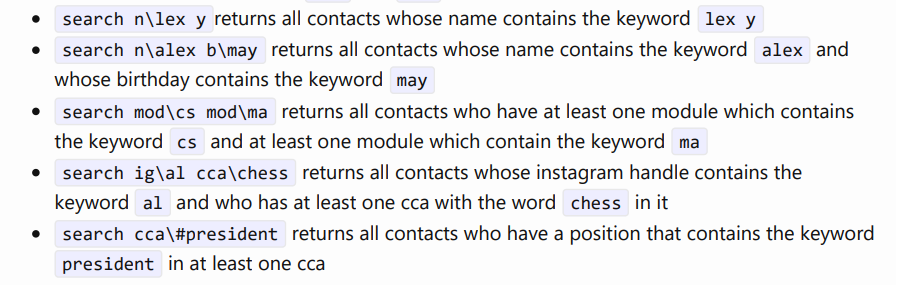 • search n\lex y returns all contacts whose name contains the keyword lex y
• search n\alex b\may returns all contacts whose name contains the keyword alex and
whose birthday contains the keyword may
• search mod\cs mod\ma returns all contacts who have at least one module which contains
the keyword cs and at least one module which contain the keyword ma
• search ig\al cca\chess returns all contacts whose instagram handle contains the
keyword al and who has at least one cca with the word chess in it
• search cca\#president returns all contacts who have a position that contains the keyword
president in at least one cca